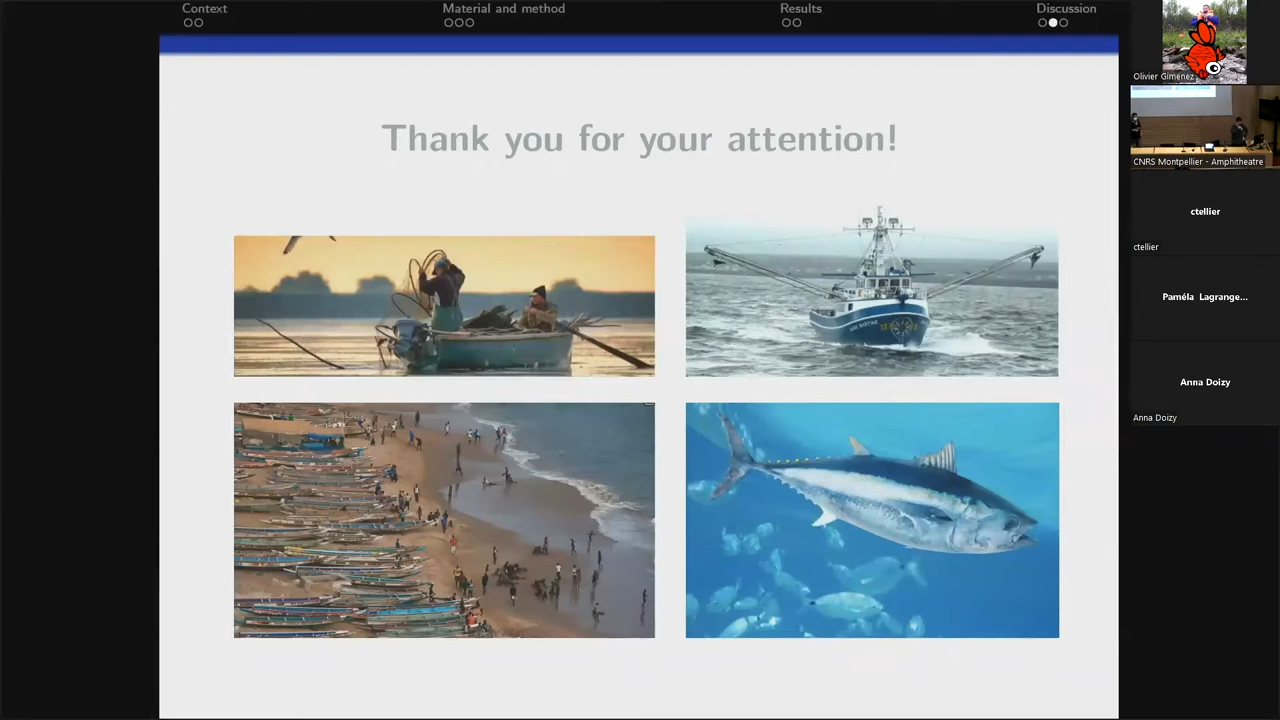 Context
Material and method
Results
Discussion
Thank you for your attention!
Olivier Gimenez
CNRS Montpellier - Amphitheatre
ctellier
ctellier
Paméla Lagrange...
Anna Doizy
Anna Doizy